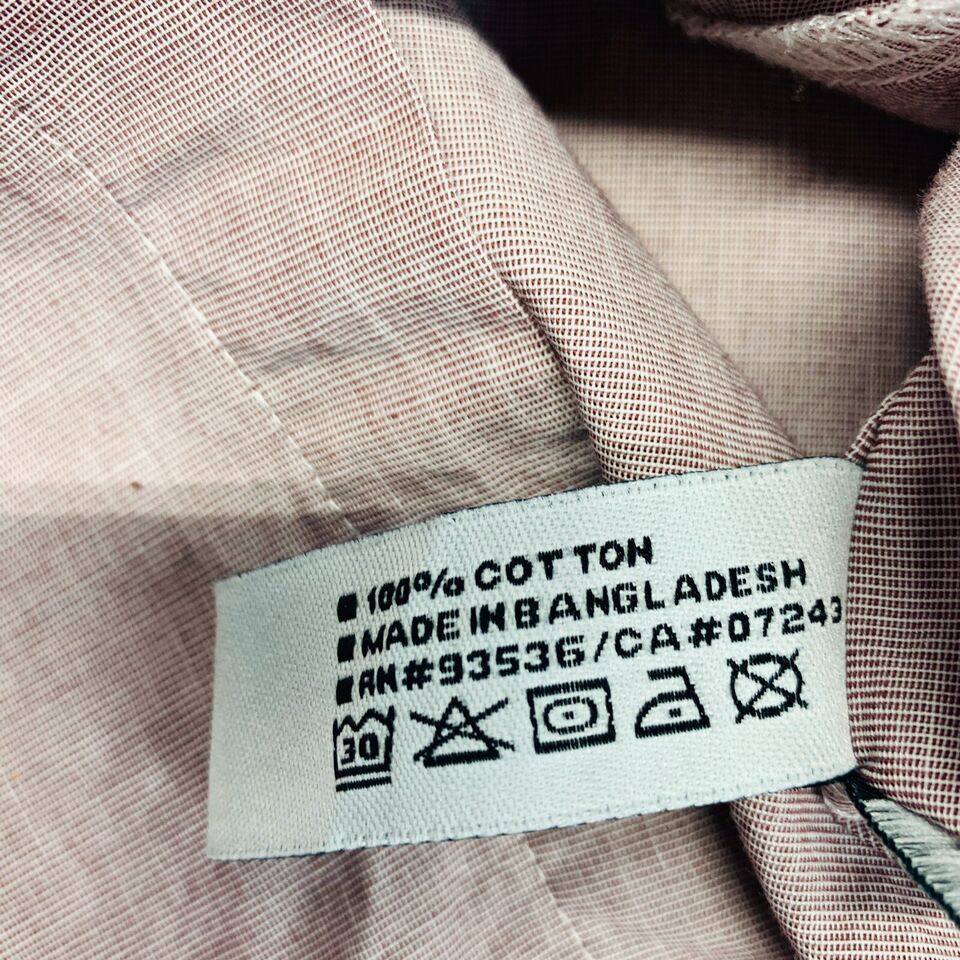 100% COTTON
MADE IN BANGLADESH
RN#93536/CA#07243
30